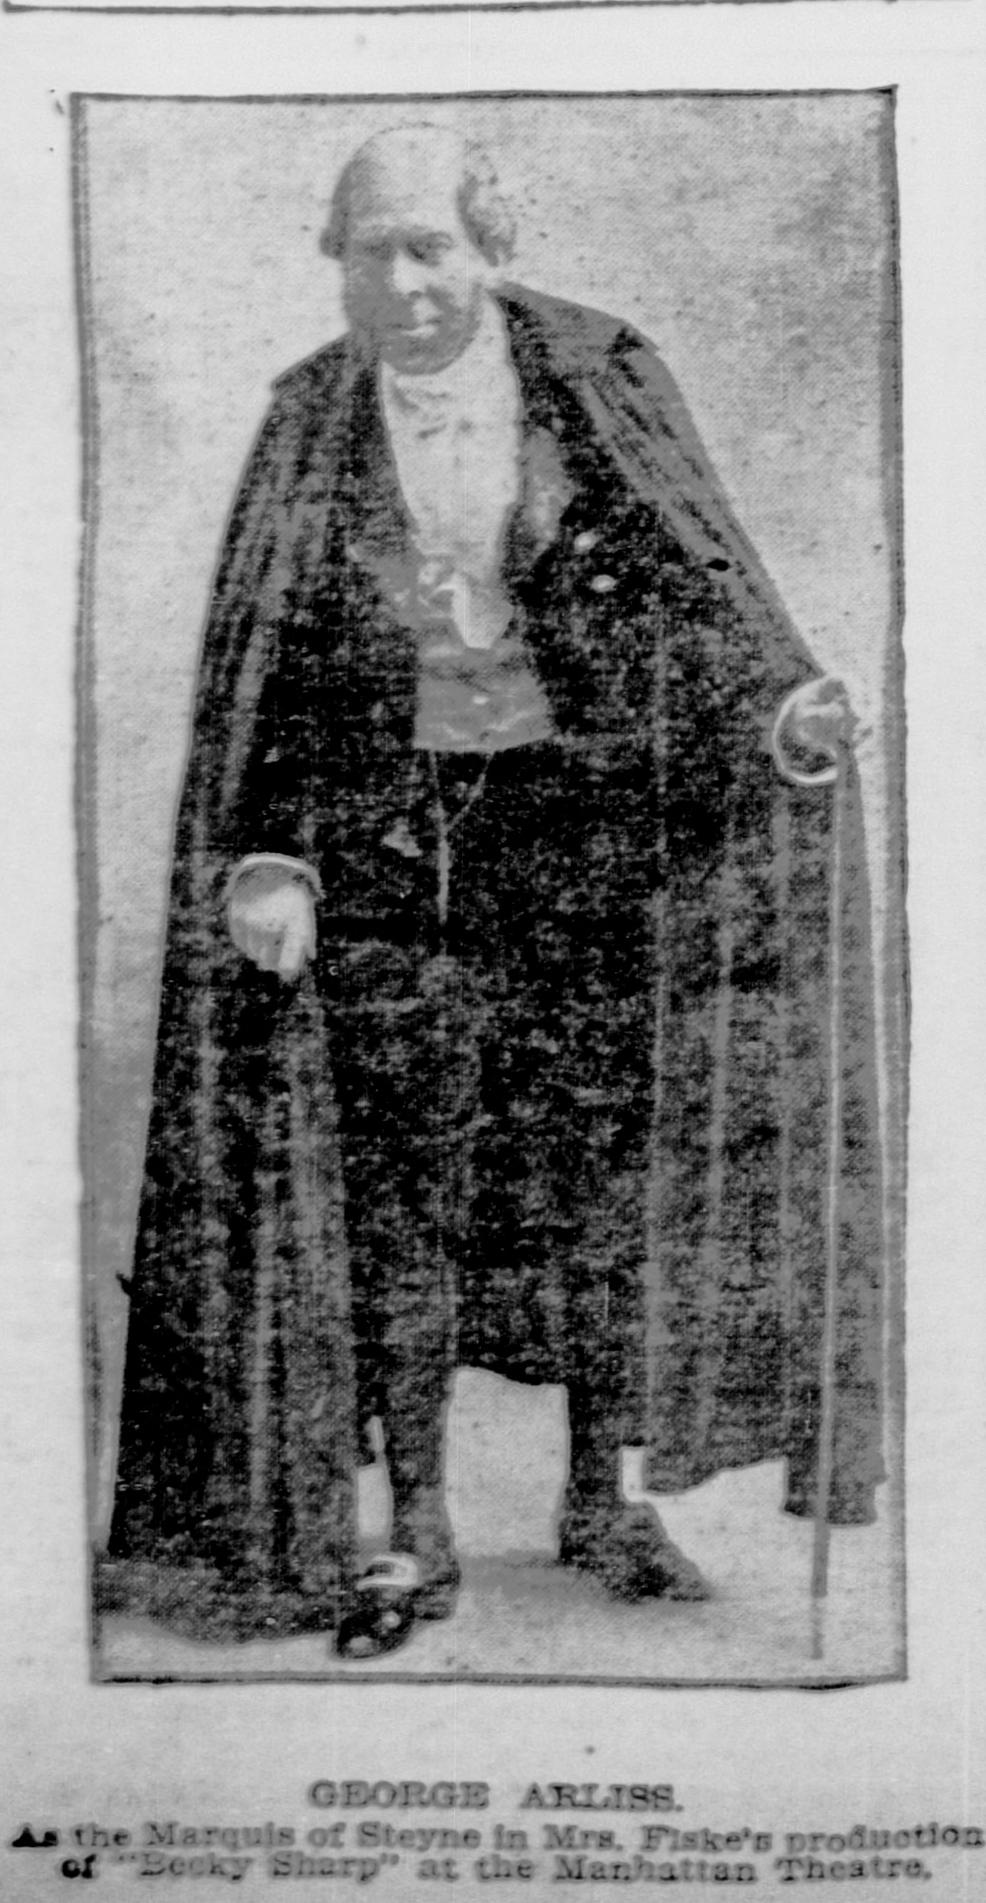 GEORGE ARLISS.
As the Marquis of Steyne in Mrs. Fiske's production
of "Becky Sharp" at the Manhattan Theatre.